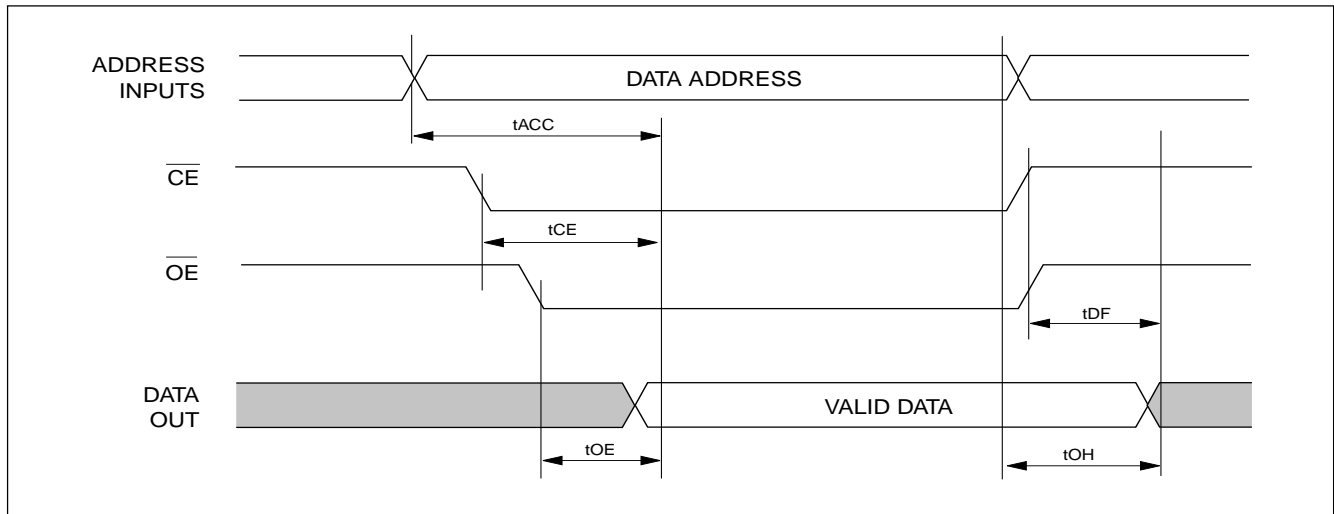 ADDRESS
INPUTS
DATA ADDRESS
tACC
CE
tCE
OE
tDF
DATA
OUT
VALID DATA
tOE
tOH